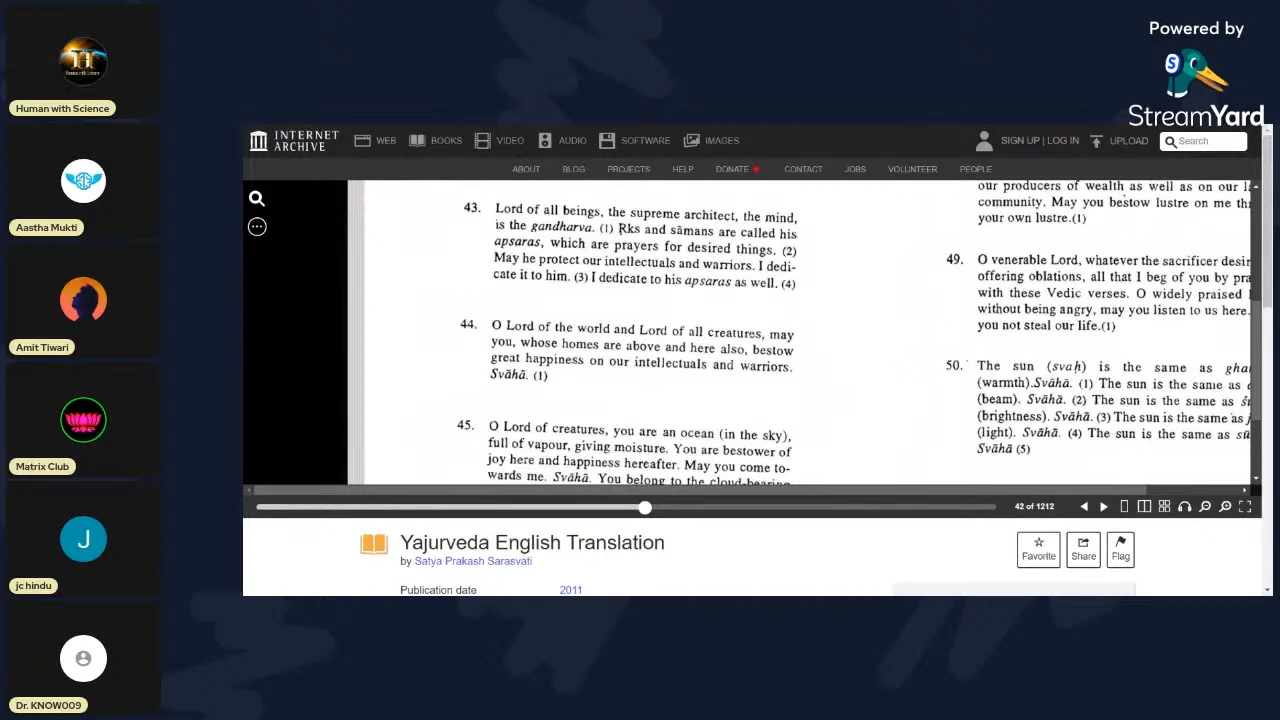 Powered by
StreamYard
Human with Science
Aastha Mukti
Amit Tiwari
Matrix Club
J
jc hindu
Dr. KNOW009
INTERNET
ARCHIVE
WEB
BOOKS
VIDEO
AUDIO
SOFTWARE
IMAGES
SIGN UP | LOG IN
UPLOAD
Search
ABOUT
BLOG
PROJECTS
HELP
DONATE
CONTACT
JOBS
VOLUNTEER
PEOPLE
43. Lord of all beings, the supreme architect, the mind,
is the gandharva. (1) Ṛks and sāmans are called his
apsaras, which are prayers for desired things. (2)
May he protect our intellectuals and warriors. I dedi-
cate it to him. (3) I dedicate to his apsaras as well. (4)
44. O Lord of the world and Lord of all creatures, may
you, whose homes are above and here also, bestow
great happiness on our intellectuals and warriors.
Svāhā. (1)
45. O Lord of creatures, you are an ocean (in the sky),
full of vapour, giving moisture. You are bestower of
joy here and happiness hereafter. May you come to-
wards me. Svāhā. You belong to the cloud-bearing
our producers of wealth as well as on our
community. May you bestow lustre on me
your own lustre.(1)
49. O venerable Lord, whatever the sacrificer
offering oblations, all that I beg of you by
with these Vedic verses. O widely praised
without being angry, may you listen to us here.
you not steal our life.(1)
50. The sun (svaḥ) is the same as
(warmth).Svāhā. (1) The sun is the same as
(beam). Svāhā. (2) The sun is the same as
(brightness). Svāhā. (3) The sun is the same as
(light). Svāhā. (4) The sun is the same as
Svāhā (5)
42 of 1212
Yajurveda English Translation
by Satya Prakash Sarasvati
Favorite
Share
Flag
Publication date 2011